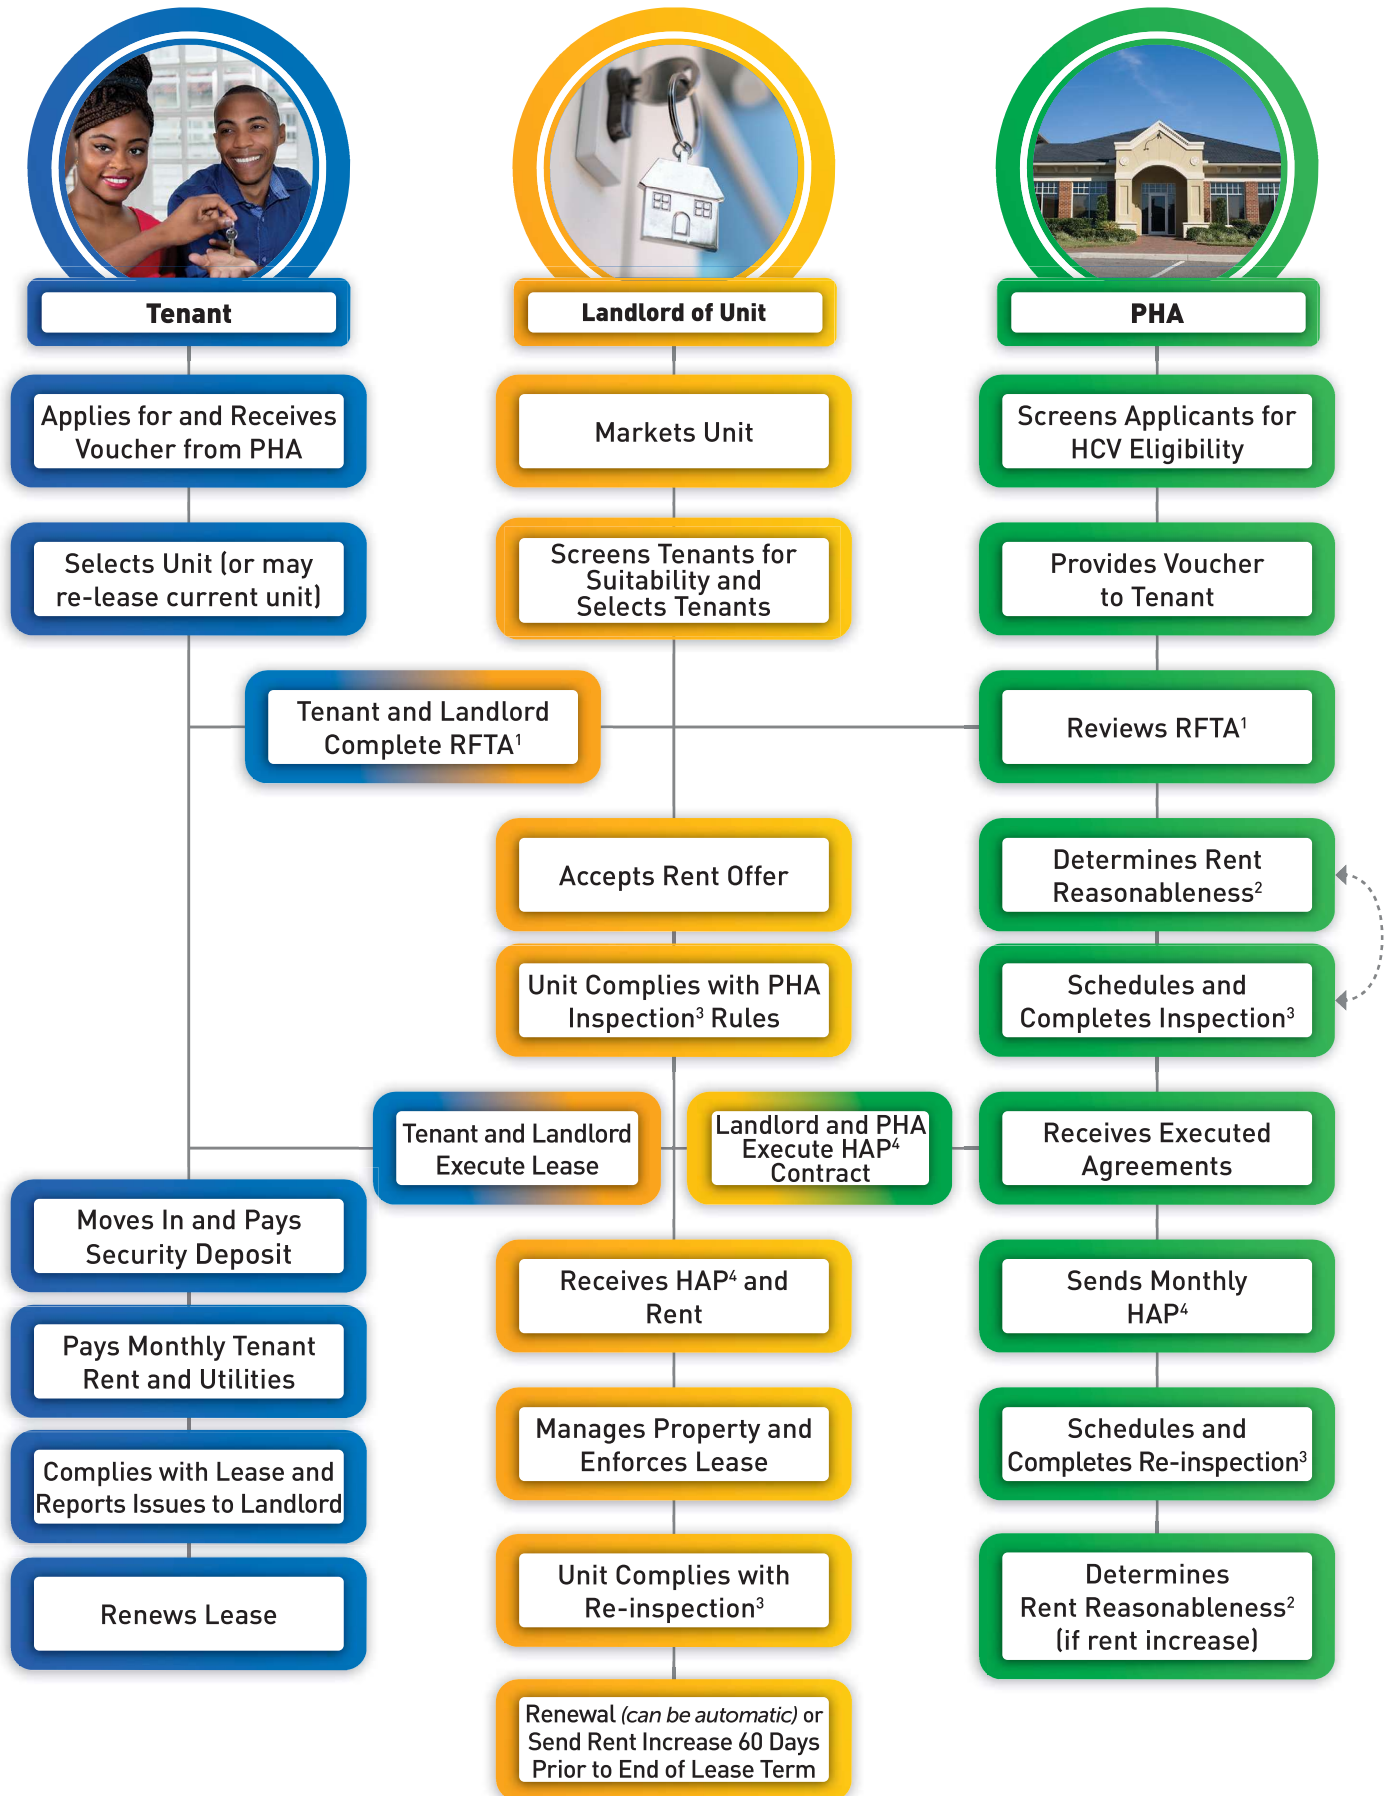 Tenant
Landlord of Unit
PHA
Applies for and Receives
Voucher from PHA
Markets Unit
Screens Applicants for
HCV Eligibility
Selects Unit (or may
re-lease current unit)
Screens Tenants for
Suitability and
Selects Tenants
Provides Voucher
to Tenant
Tenant and Landlord
Complete RFTA¹
Reviews RFTA¹
Accepts Rent Offer
Determines Rent
Reasonableness²
Unit Complies with PHA
Inspection³ Rules
Schedules and
Completes Inspection³
Tenant and Landlord
Execute Lease
Landlord and PHA
Execute HAP⁴
Contract
Receives Executed
Agreements
Moves In and Pays
Security Deposit
Receives HAP⁴ and
Rent
Sends Monthly
HAP⁴
Pays Monthly Tenant
Rent and Utilities
Manages Property and
Enforces Lease
Schedules and
Completes Re-inspection³
Complies with Lease and
Reports Issues to Landlord
Unit Complies with
Re-inspection³
Determines
Rent Reasonableness²
(if rent increase)
Renews Lease
Renewal (can be automatic) or
Send Rent Increase 60 Days
Prior to End of Lease Term